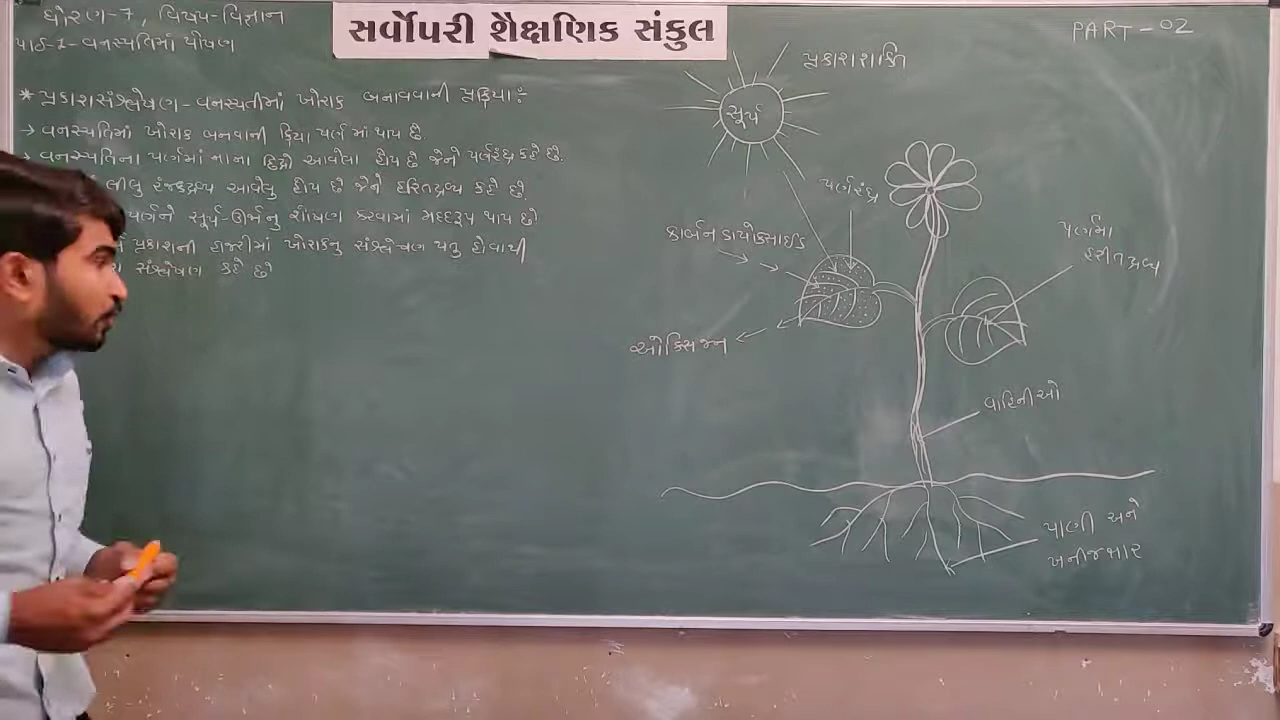 ધોરણ-7, વિષય-વિજ્ઞાન
પાઠ-1-વનસ્પતિમાં પોષણ
સર્વોપરી શૈક્ષણિક સંકુલ
PART-02
* પ્રકાશસંશ્લેષણ-વનસ્પતીમાં ખોરાક બનાવવાની પ્રક્રિયા:
→ વનસ્પતિમાં ખોરાક બનવાની ક્રિયા પર્ણ માં થાય છે
→ વનસ્પતિના પર્ણમાં નાના છિદ્રો આવેલા હોય છે જેને પર્ણરંધ્ર કહે છે.
લીલુ રંજકદ્રવ્ય આવેલુ હોય છે જેને હરિતદ્રવ્ય કહે છે.
પર્ણને સૂર્ય-ઊર્જાનુ શોષણ કરવામાં મદદરૂપ થાય છે
પ્રકાશની હાજરીમાં ખોરાકનુ સંશ્લેષણ થતુ હોવાથી
સંશ્લેષણ કહે છે
પ્રકાશશક્તિ
સૂર્ય
પર્ણરંધ્ર
કાર્બન ડાયોક્સાઈડ
પર્ણમાં
હરીતદ્રવ્ય
ઓક્સિજન
વાહિનીઓ
પાણી અને
ખનીજક્ષાર